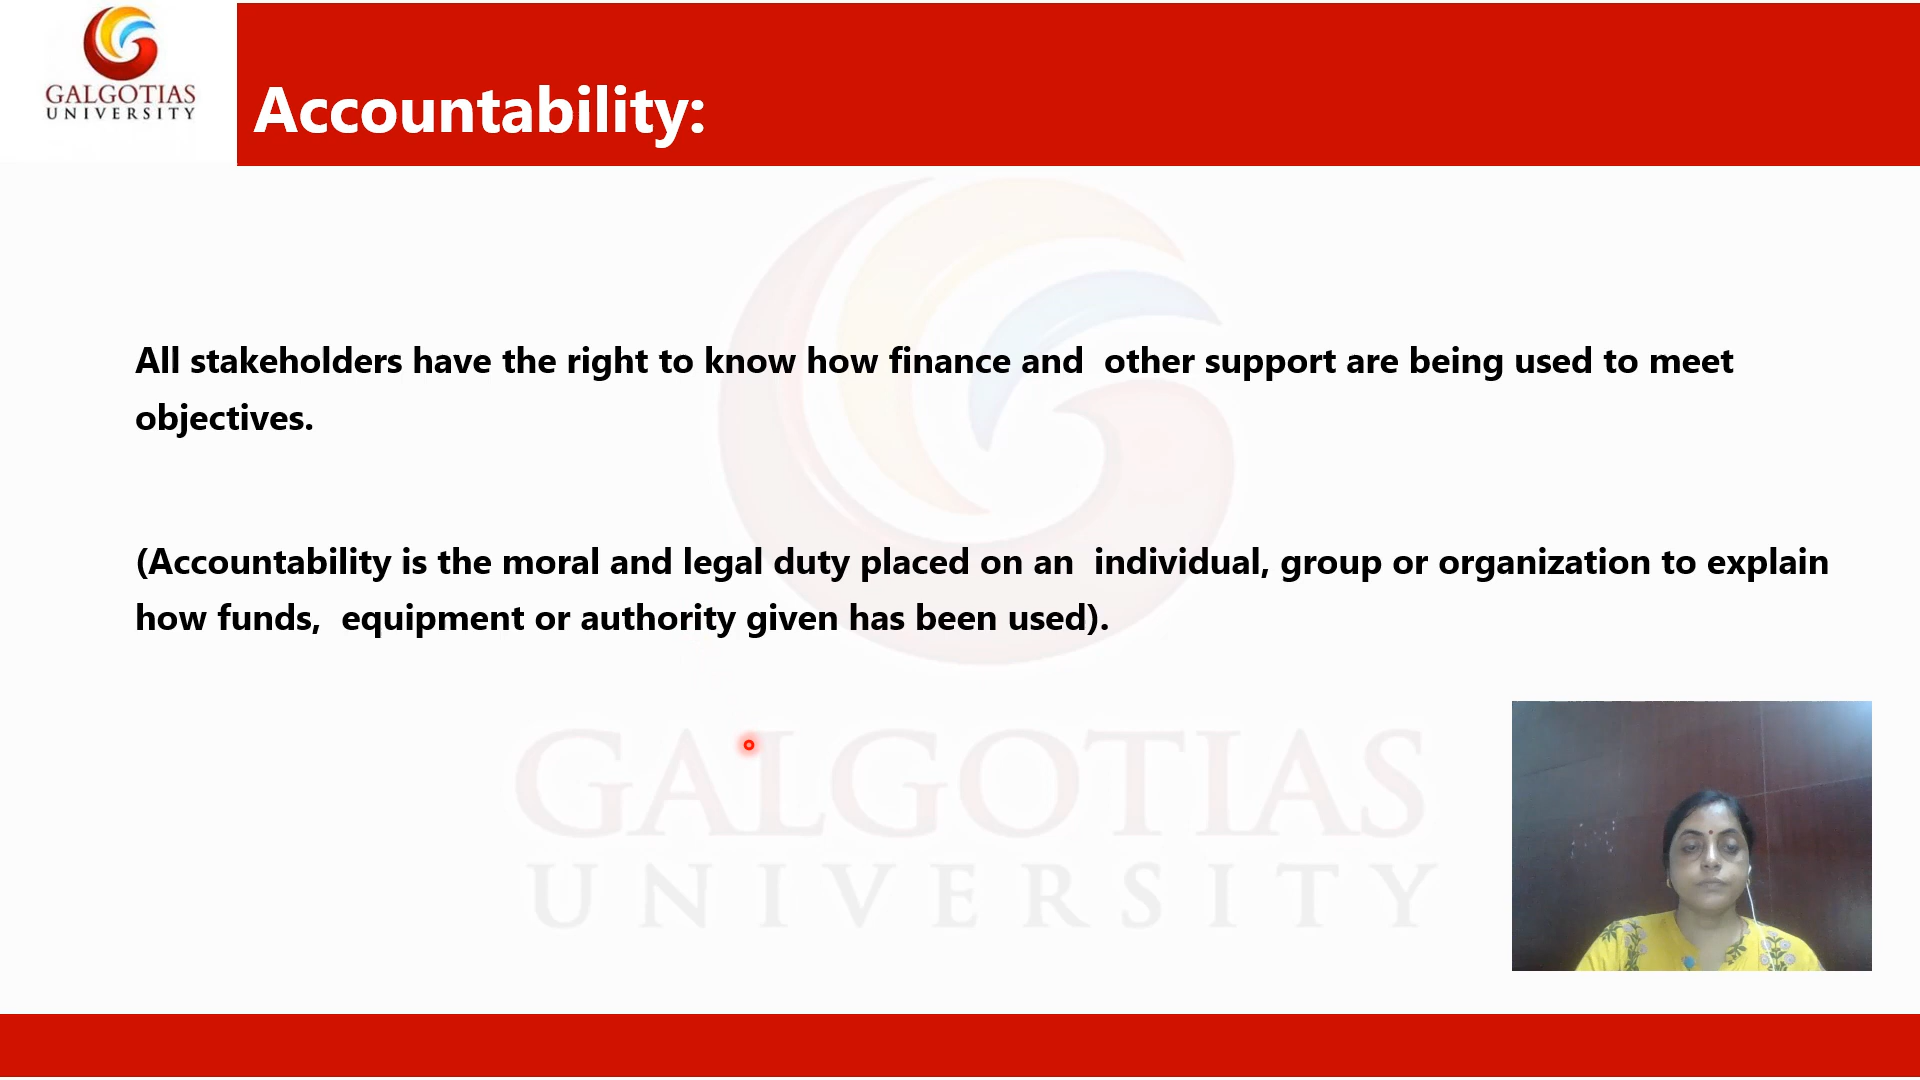 GALGOTIAS
UNIVERSITY
Accountability:
All stakeholders have the right to know how finance and  other support are being used to meet
objectives.
(Accountability is the moral and legal duty placed on an  individual, group or organization to explain
how funds,  equipment or authority given has been used).
GALGOTIAS
UNIVERSITY